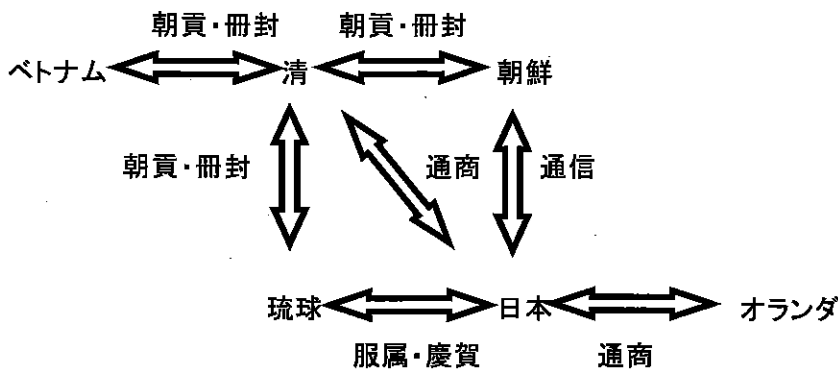 朝貢・冊封 朝貢・冊封
ベトナム 清 朝鮮
朝貢・冊封 通商 通信
琉球 日本 オランダ
服属・慶賀 通商